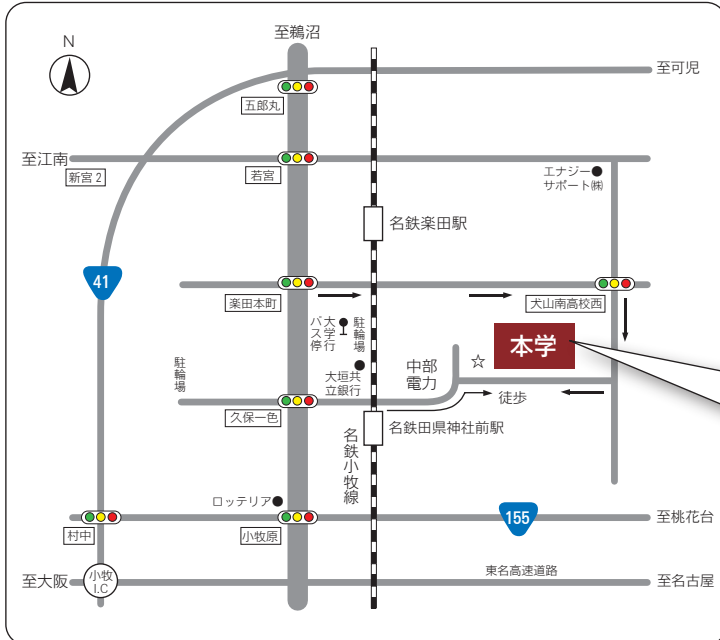 至鵜沼
N
至可児
五郎丸
至江南
新宮2
若宮
エナジー
サポート㈱
名鉄楽田駅
41
楽田本町
犬山南高校西
大学行
バス停
駐輪場
本学
駐輪場
大垣共
立銀行
中部
電力
☆
徒歩
久保一色
名鉄田県神社前駅
名鉄小牧線
ロッテリア
155
村中
小牧原
至桃花台
東名高速道路
至大阪
小牧
I.C
至名古屋